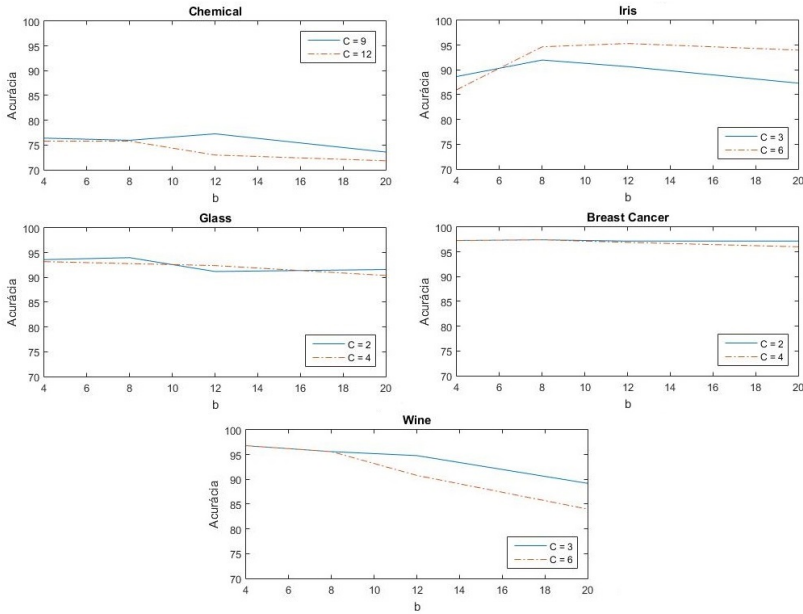 Chemical
100
95
90
85
80
75
70
Acurácia
C = 9
C = 12
4 6 8 10 12 14 16 18 20
b
Iris
100
95
90
85
80
75
70
Acurácia
C = 3
C = 6
4 6 8 10 12 14 16 18 20
b
Glass
100
95
90
85
80
75
70
Acurácia
C = 2
C = 4
4 6 8 10 12 14 16 18 20
b
Breast Cancer
100
95
90
85
80
75
70
Acurácia
C = 2
C = 4
4 6 8 10 12 14 16 18 20
b
Wine
100
95
90
85
80
75
70
Acurácia
C = 3
C = 6
4 6 8 10 12 14 16 18 20
b